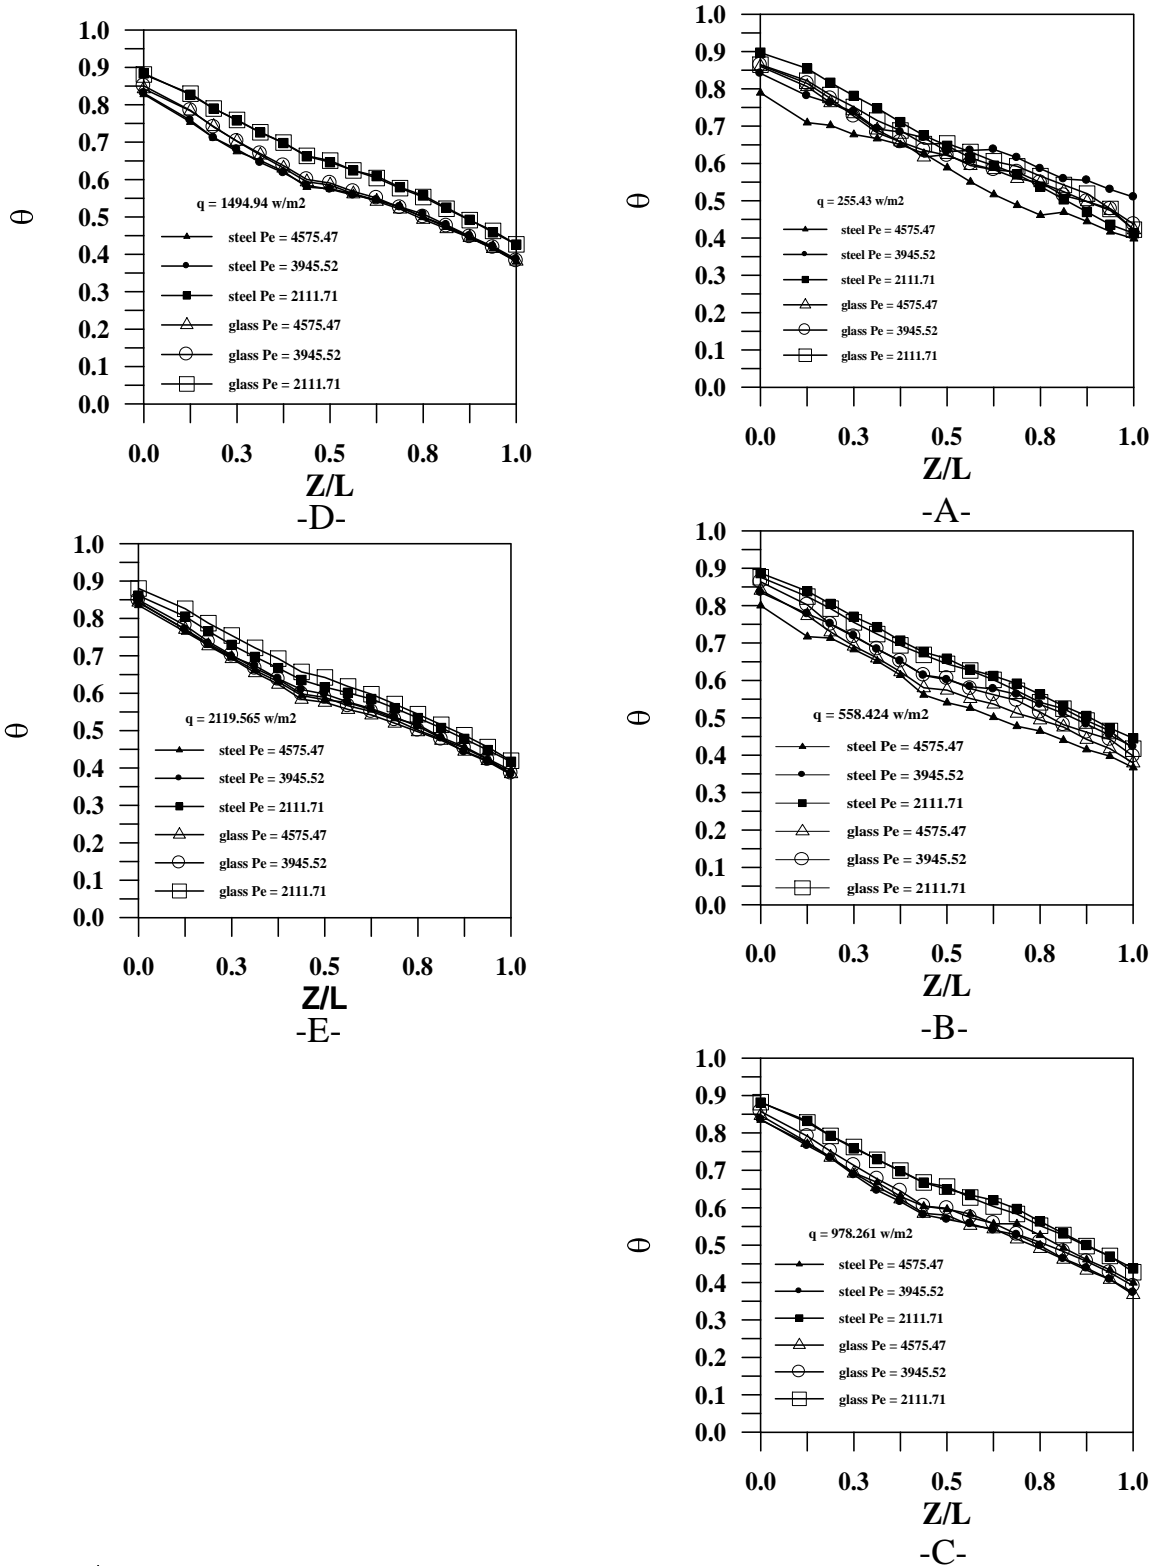 1.0
0.9
0.8
0.7
0.6
0.5
0.4
0.3
0.2
0.1
0.0
θ
q = 1494.94 w/m2
steel Pe = 4575.47
steel Pe = 3945.52
steel Pe = 2111.71
glass Pe = 4575.47
glass Pe = 3945.52
glass Pe = 2111.71
0.0 0.3 0.5 0.8 1.0
Z/L
-D-
1.0
0.9
0.8
0.7
0.6
0.5
0.4
0.3
0.2
0.1
0.0
θ
q = 255.43 w/m2
steel Pe = 4575.47
steel Pe = 3945.52
steel Pe = 2111.71
glass Pe = 4575.47
glass Pe = 3945.52
glass Pe = 2111.71
0.0 0.3 0.5 0.8 1.0
Z/L
-A-
1.0
0.9
0.8
0.7
0.6
0.5
0.4
0.3
0.2
0.1
0.0
θ
q = 2119.565 w/m2
steel Pe = 4575.47
steel Pe = 3945.52
steel Pe = 2111.71
glass Pe = 4575.47
glass Pe = 3945.52
glass Pe = 2111.71
0.0 0.3 0.5 0.8 1.0
Z/L
-E-
1.0
0.9
0.8
0.7
0.6
0.5
0.4
0.3
0.2
0.1
0.0
θ
q = 558.424 w/m2
steel Pe = 4575.47
steel Pe = 3945.52
steel Pe = 2111.71
glass Pe = 4575.47
glass Pe = 3945.52
glass Pe = 2111.71
0.0 0.3 0.5 0.8 1.0
Z/L
-B-
1.0
0.9
0.8
0.7
0.6
0.5
0.4
0.3
0.2
0.1
0.0
θ
q = 978.261 w/m2
steel Pe = 4575.47
steel Pe = 3945.52
steel Pe = 2111.71
glass Pe = 4575.47
glass Pe = 3945.52
glass Pe = 2111.71
0.0 0.3 0.5 0.8 1.0
Z/L
-C-